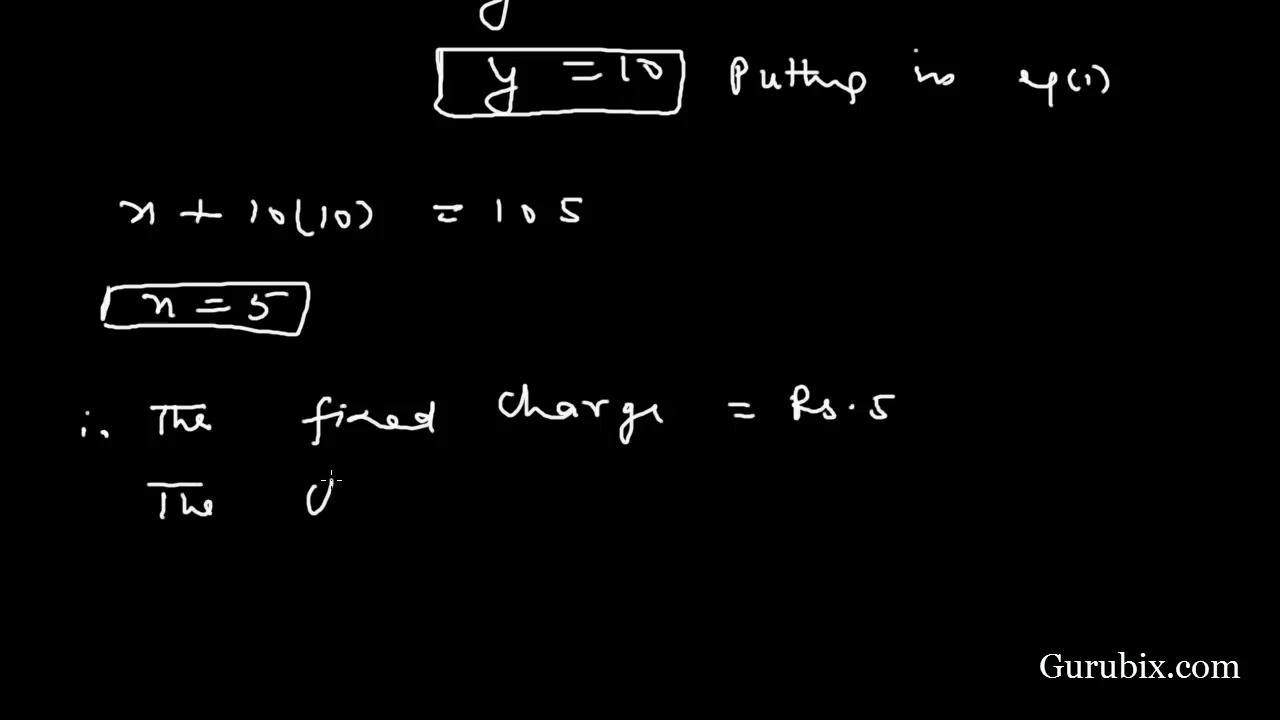 y = 10 Putting in eq(1)
x + 10(10) = 105
x = 5
∴ The fixed charge = Rs. 5
The
Gurubix.com